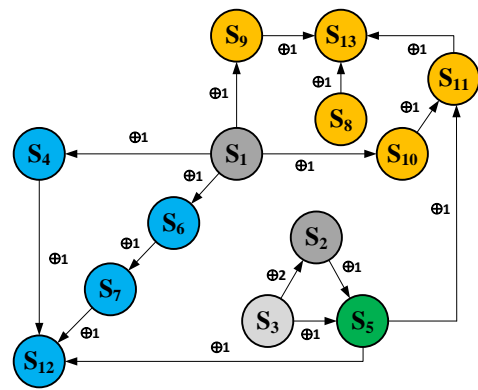 S9 ⊕1 S13 ⊕1
S11
⊕1 ⊕1 S8 ⊕1
S4 ⊕1 S1 ⊕1 S10
⊕1
S6 ⊕1
⊕1 S2
⊕1 S7 ⊕2 ⊕1
⊕1 S3 ⊕1 S5
S12 ⊕1